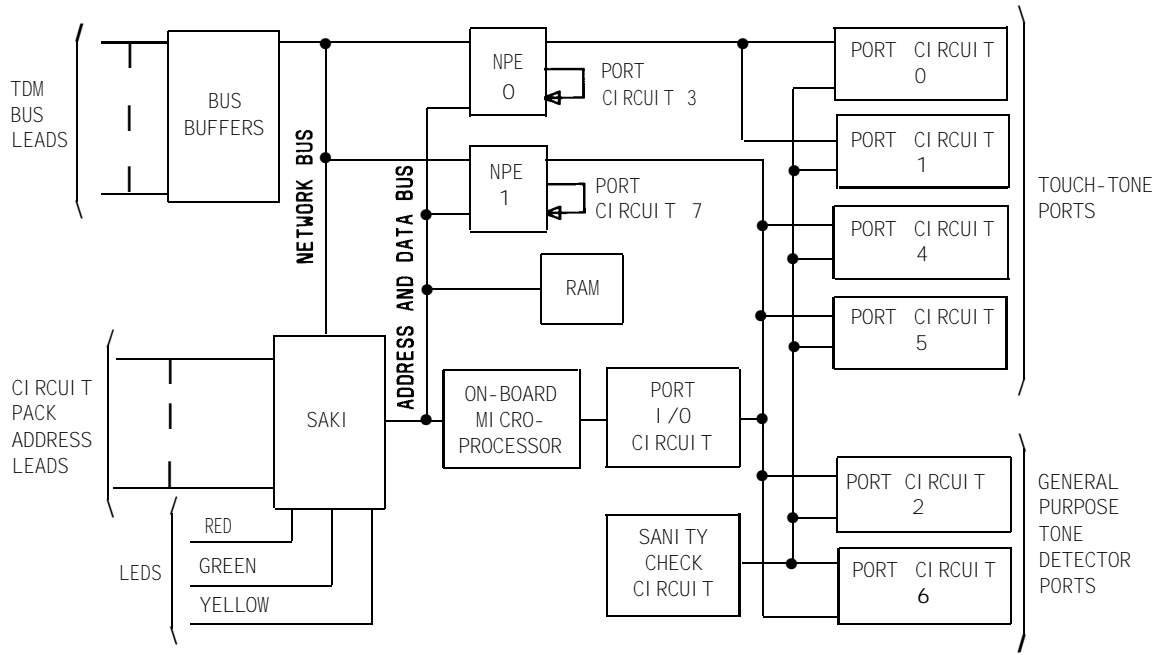 TDM
BUS
LEADS
BUS
BUFFERS
NETWORK BUS
ADDRESS AND DATA BUS
NPE
0
PORT
CIRCUIT 3
NPE
1
PORT
CIRCUIT 7
RAM
PORT CIRCUIT
0
PORT CIRCUIT
1
PORT CIRCUIT
4
PORT CIRCUIT
5
TOUCH-TONE
PORTS
CIRCUIT
PACK
ADDRESS
LEADS
SAKI
ON-BOARD
MICRO-
PROCESSOR
PORT
I/O
CIRCUIT
LEDS
RED
GREEN
YELLOW
SANITY
CHECK
CIRCUIT
PORT CIRCUIT
2
PORT CIRCUIT
6
GENERAL
PURPOSE
TONE
DETECTOR
PORTS